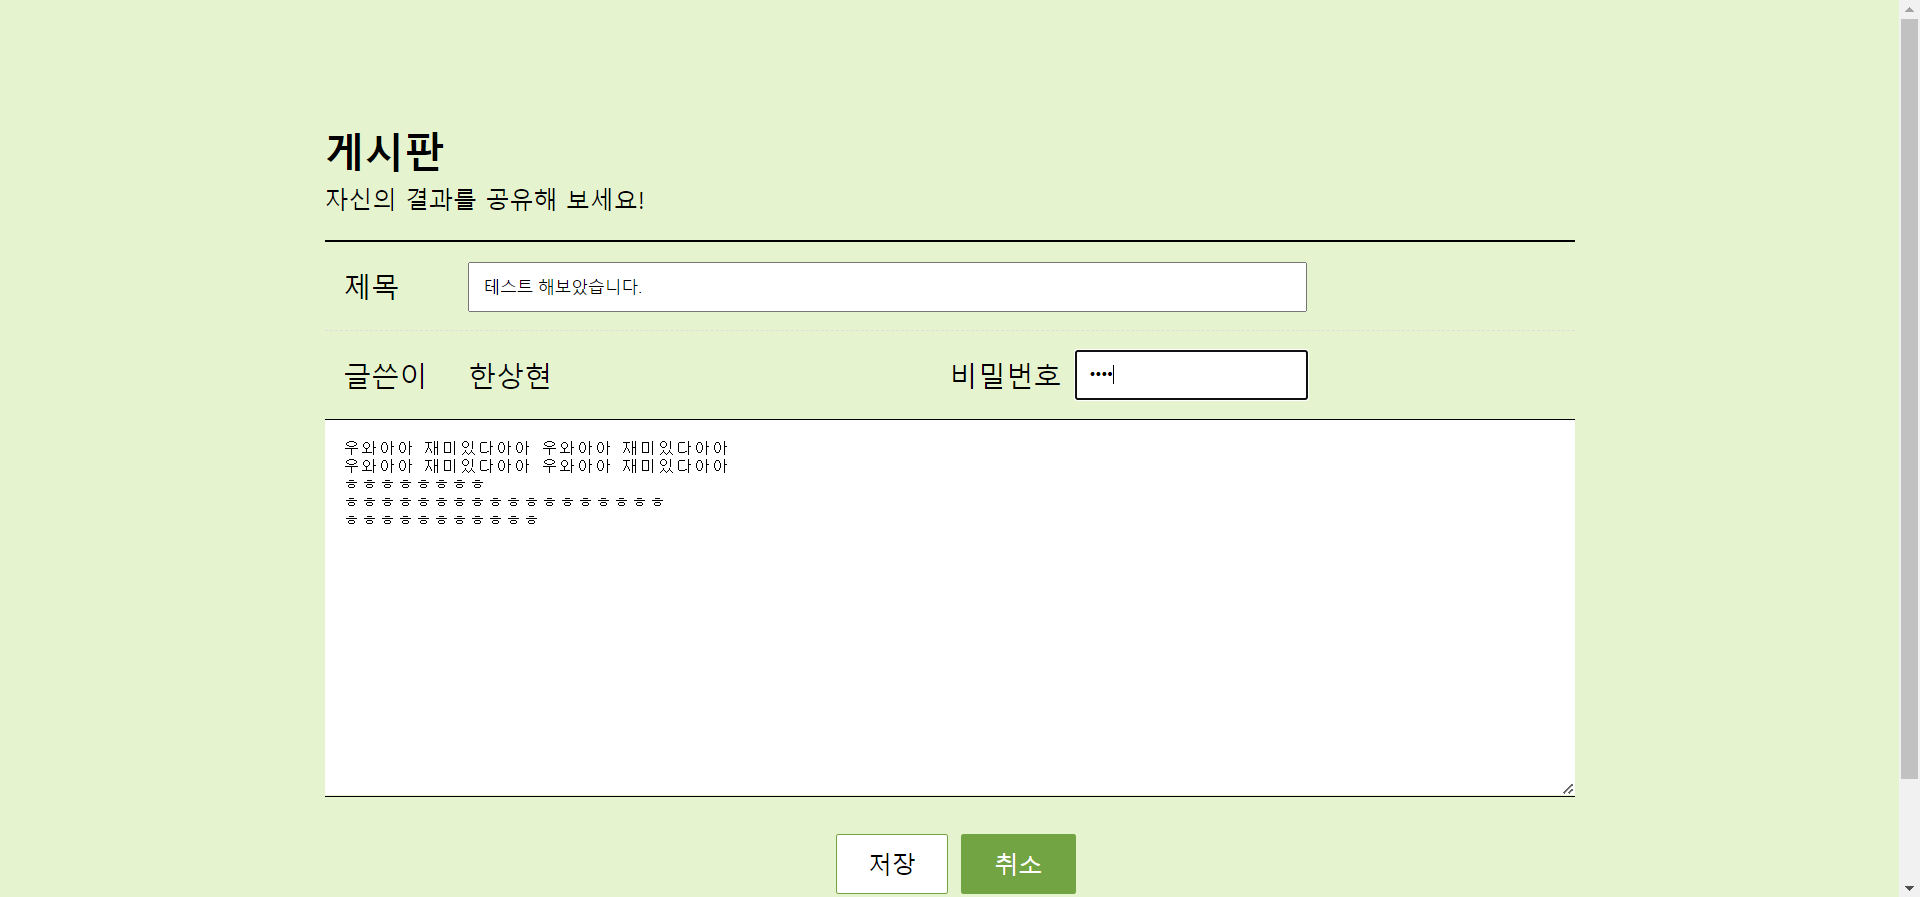 게시판
자신의 결과를 공유해 보세요!
제목 테스트 해보았습니다.
글쓴이 한상현 비밀번호 ••••
우와아아 재미있다아아 우와아아 재미있다아아
우와아아 재미있다아아 우와아아 재미있다아아
ㅎㅎㅎㅎㅎㅎㅎㅎ
ㅎㅎㅎㅎㅎㅎㅎㅎㅎㅎㅎㅎㅎㅎㅎㅎㅎㅎ
ㅎㅎㅎㅎㅎㅎㅎㅎㅎㅎㅎ
저장 취소